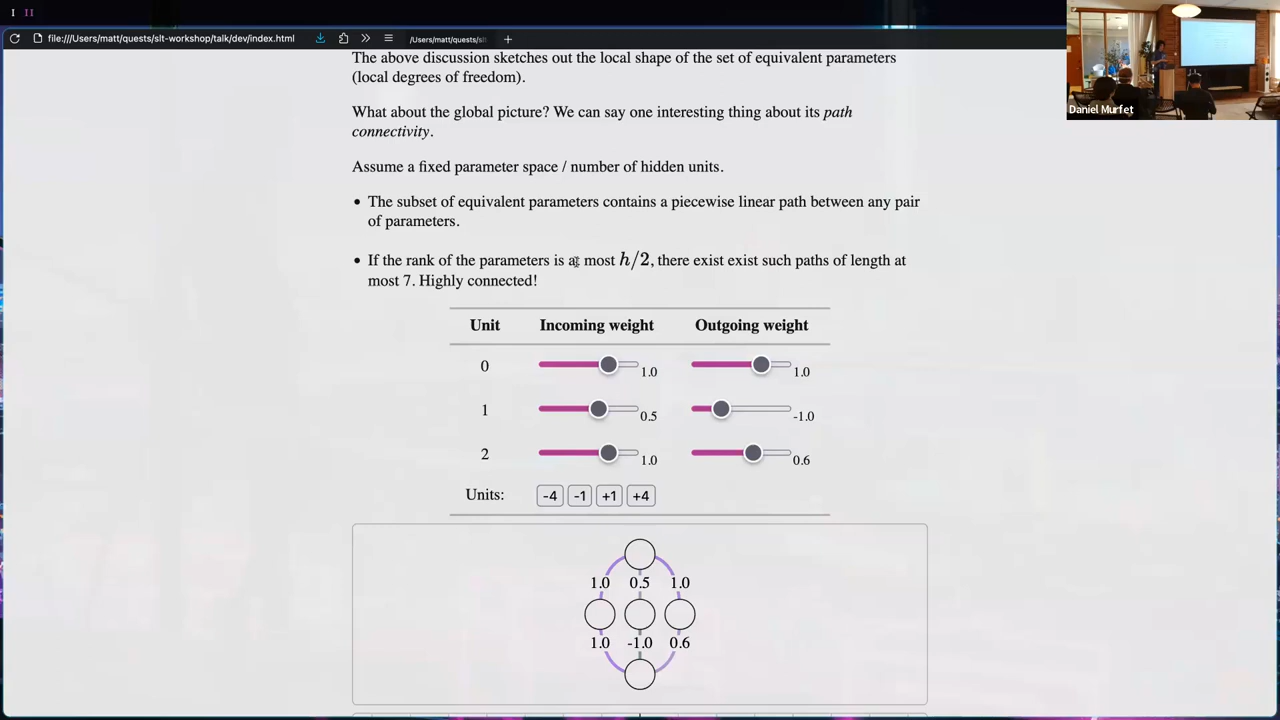 I II
file:///Users/matt/quests/slt-workshop/talk/dev/index.html
/Users/matt/quests/slt
Daniel Murfet
The above discussion sketches out the local shape of the set of equivalent parameters
(local degrees of freedom).
What about the global picture? We can say one interesting thing about its path
connectivity.
Assume a fixed parameter space / number of hidden units.
• The subset of equivalent parameters contains a piecewise linear path between any pair
of parameters.
• If the rank of the parameters is at most h/2, there exist exist such paths of length at
most 7. Highly connected!
Unit Incoming weight Outgoing weight
0 1.0 1.0
1 0.5 -1.0
2 1.0 0.6
Units: -4 -1 +1 +4
1.0 0.5 1.0
1.0 -1.0 0.6